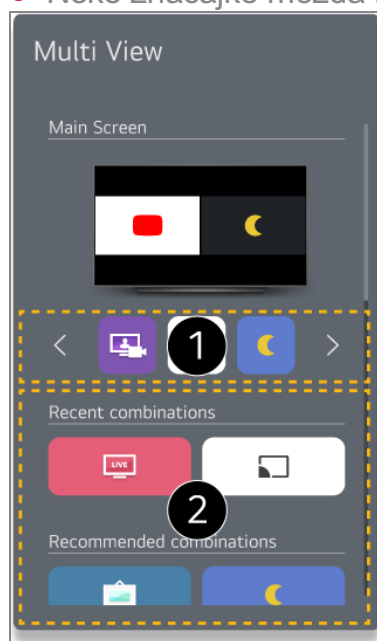 Multi View
Main Screen
1
Recent combinations
LIVE
2
Recommended combinations